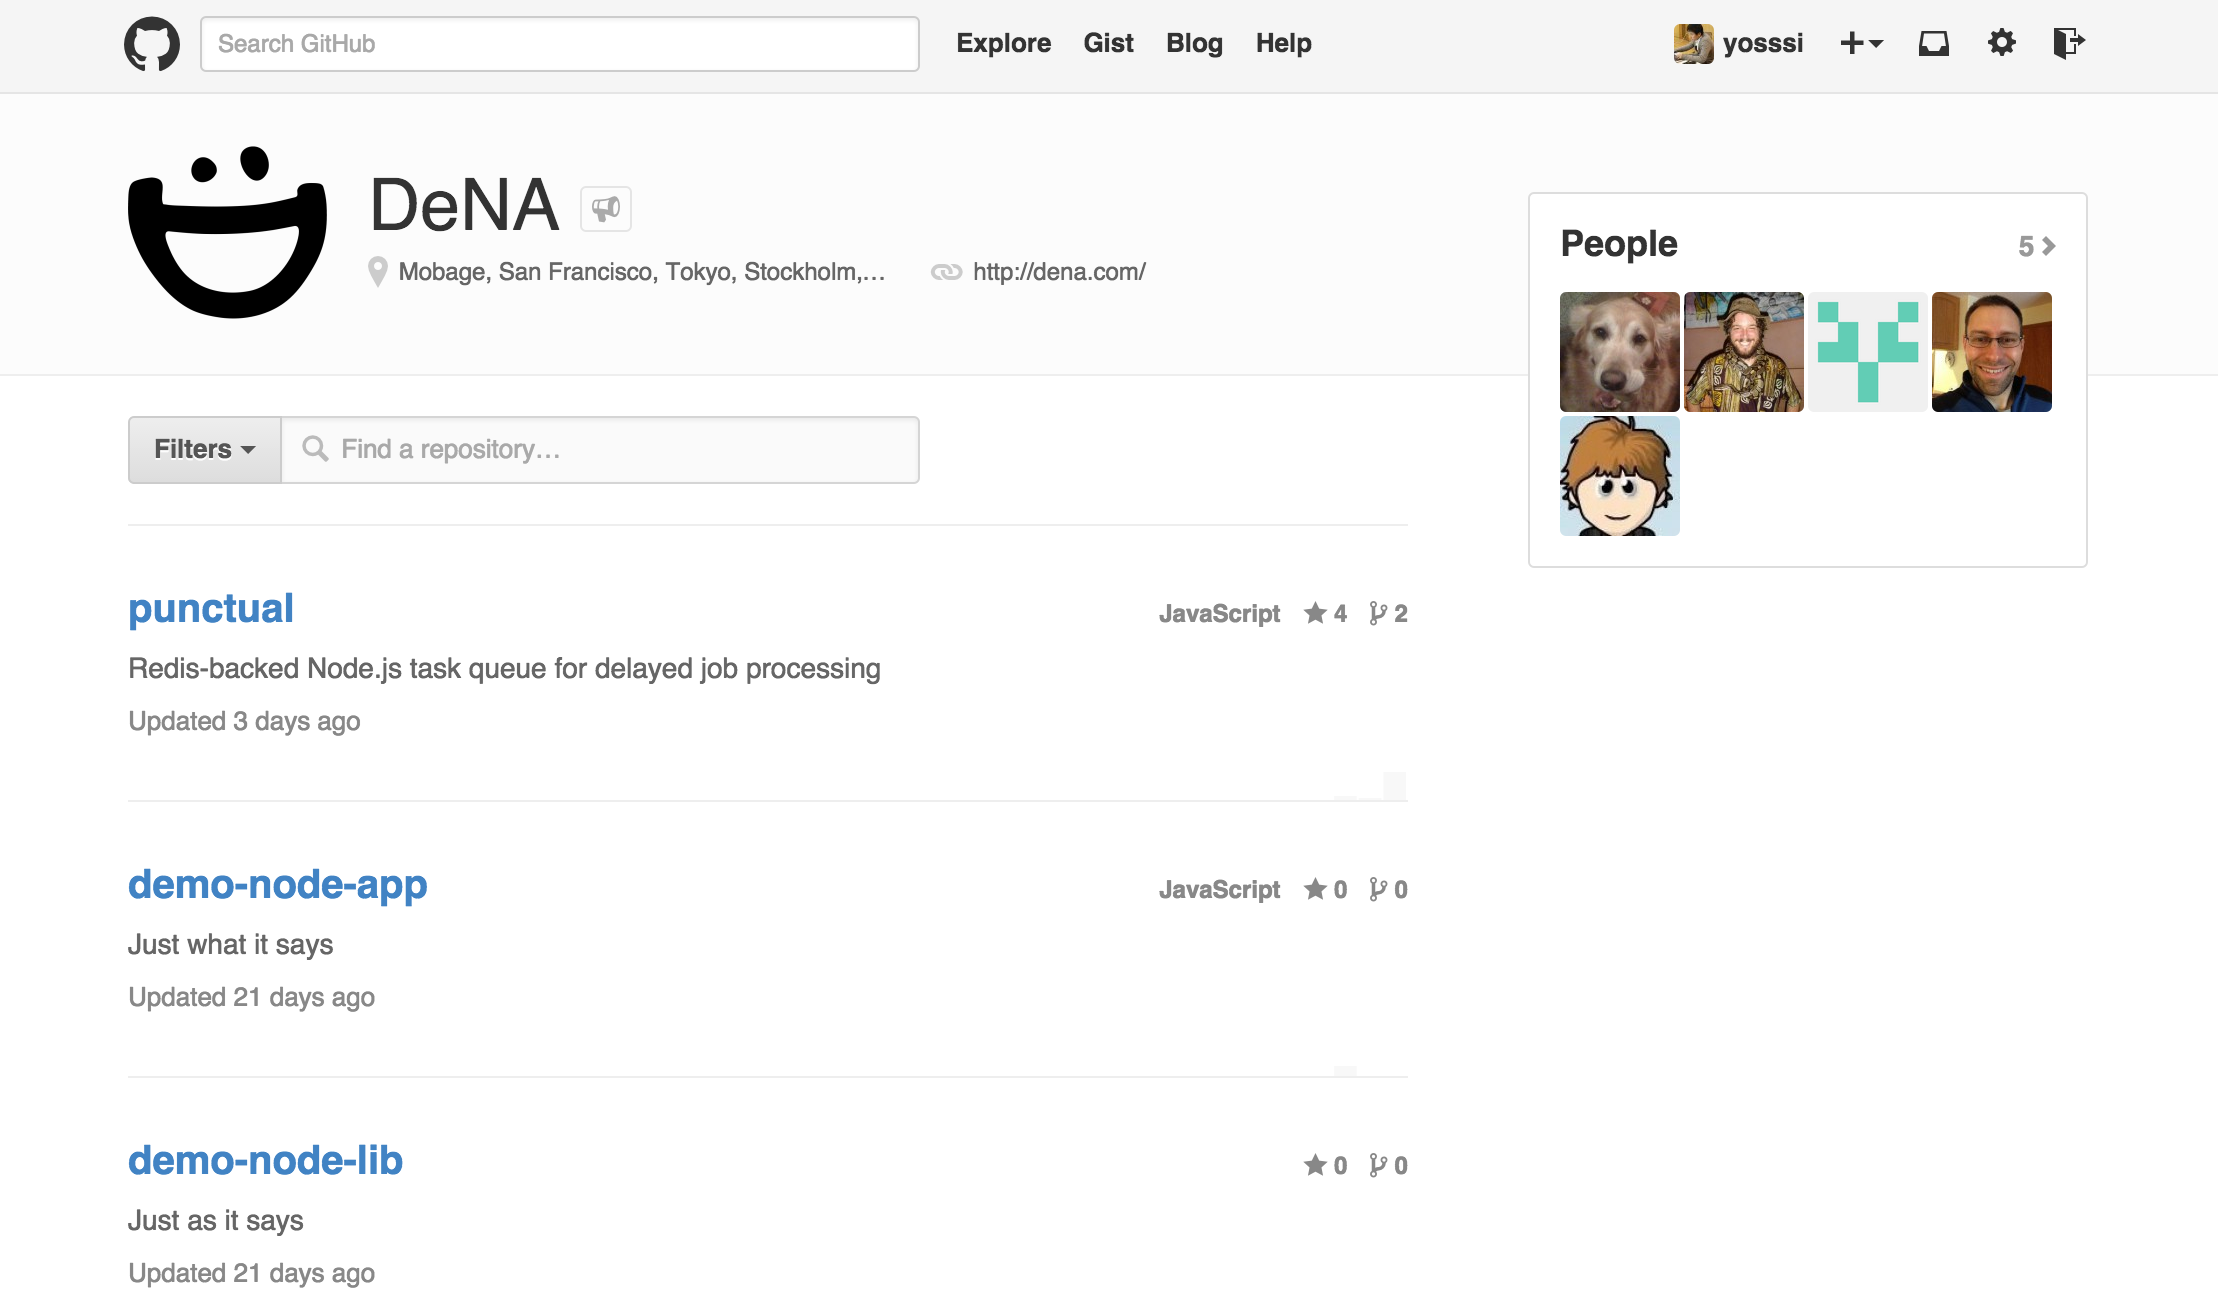 Search GitHub
Explore Gist Blog Help
yosssi
DeNA
Mobage, San Francisco, Tokyo, Stockholm,… http://dena.com/
People 5
Filters Find a repository…
punctual JavaScript 4 2
Redis-backed Node.js task queue for delayed job processing
Updated 3 days ago
demo-node-app JavaScript 0 0
Just what it says
Updated 21 days ago
demo-node-lib 0 0
Just as it says
Updated 21 days ago